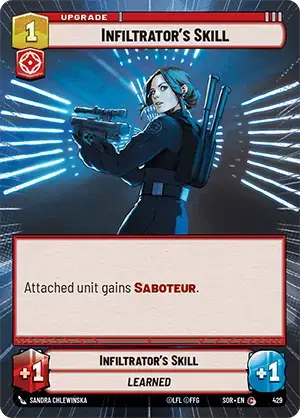 1
UPGRADE
INFILTRATOR'S SKILL
Attached unit gains SABOTEUR.
+1
INFILTRATOR'S SKILL
LEARNED
+1
SANDRA CHLEWINSKA
©LFL ©FFG
SOR • EN
C
429